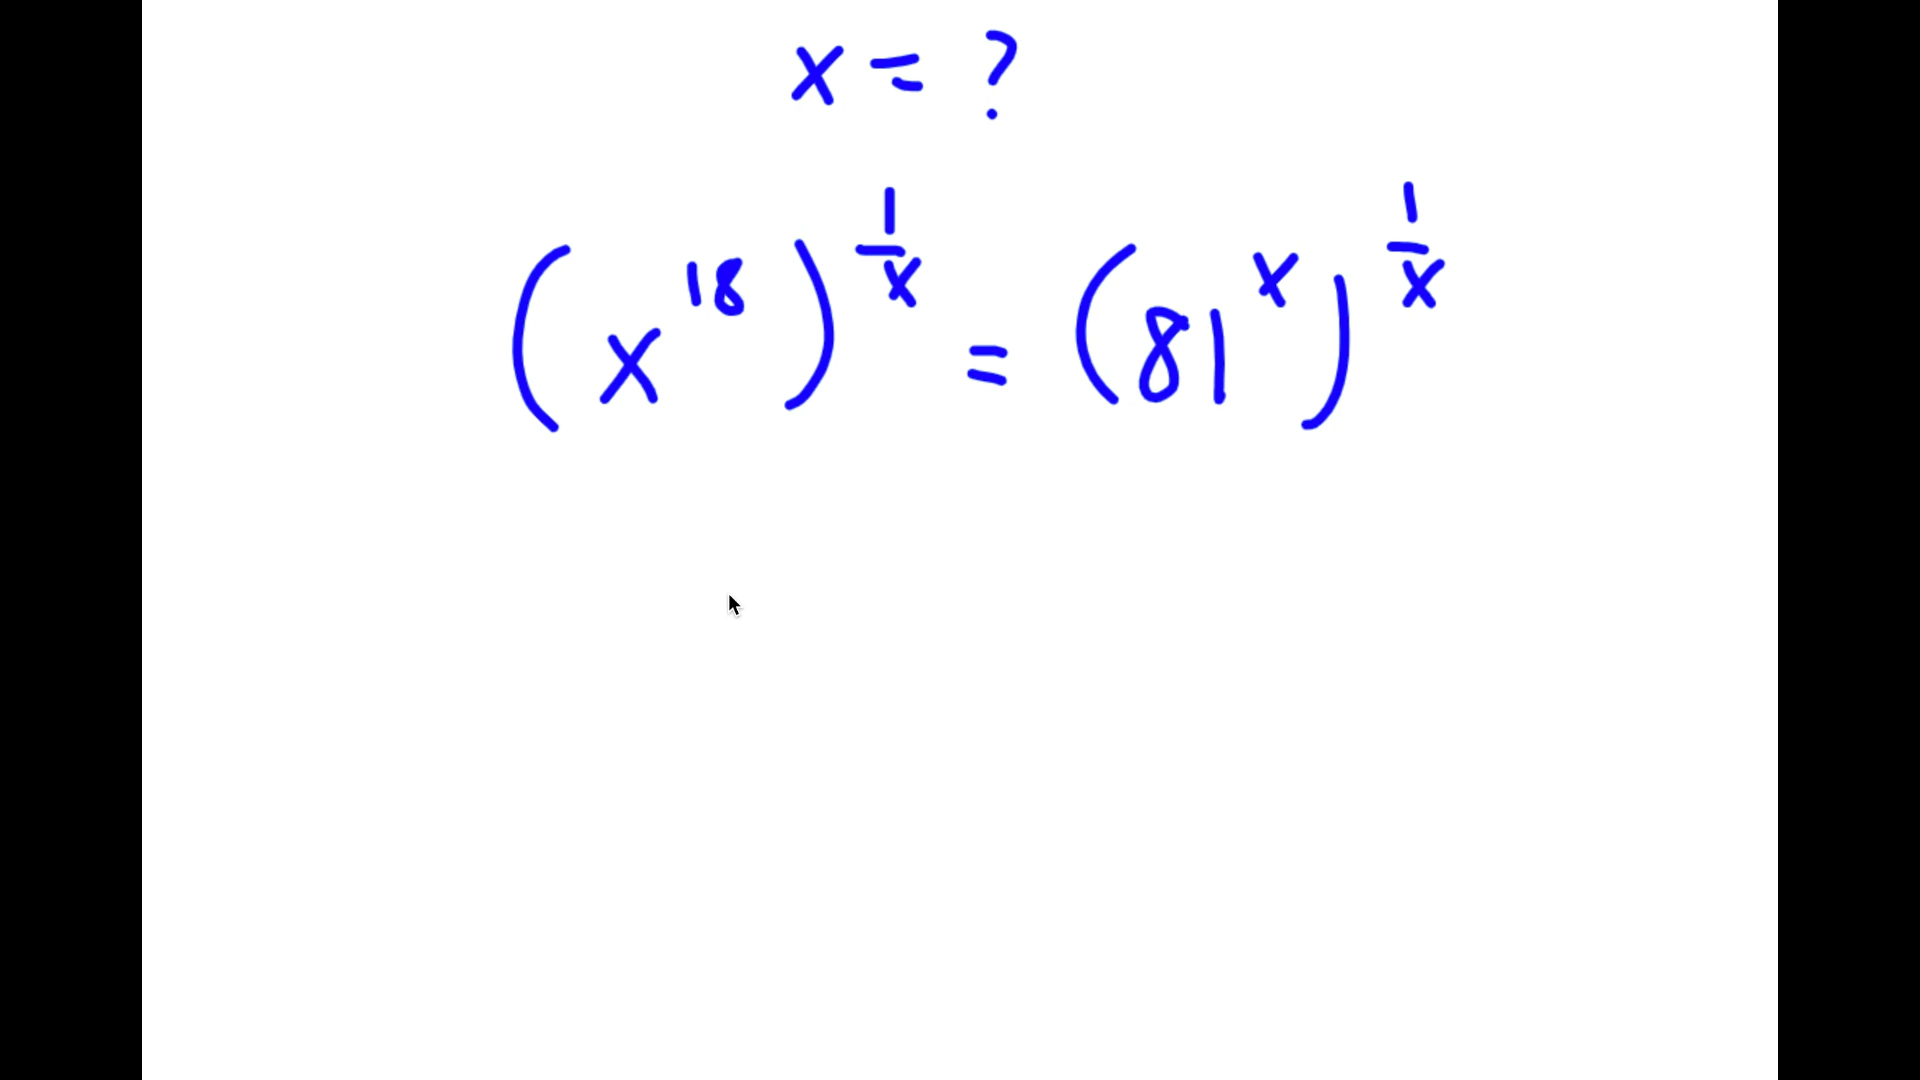 x = ?
(x^18)^(1/x) = (81^x)^(1/x)